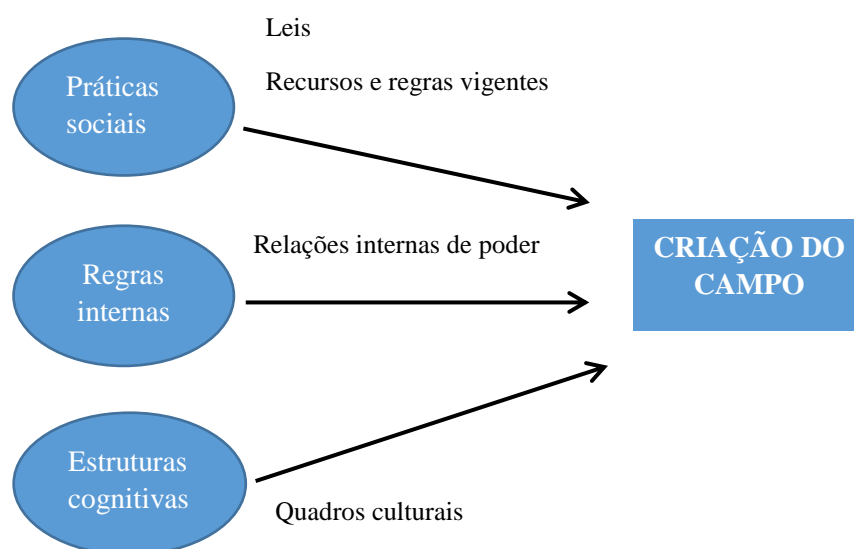 Leis
Recursos e regras vigentes
Práticas
sociais
Relações internas de poder
Regras
internas
CRIAÇÃO DO
CAMPO
Estruturas
cognitivas
Quadros culturais